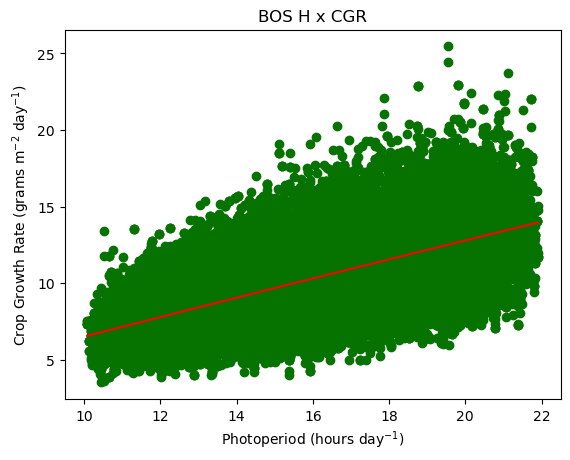 BOS H x CGR
25
20
15
10
5
Crop Growth Rate (grams m⁻² day⁻¹)
10 12 14 16 18 20 22
Photoperiod (hours day⁻¹)